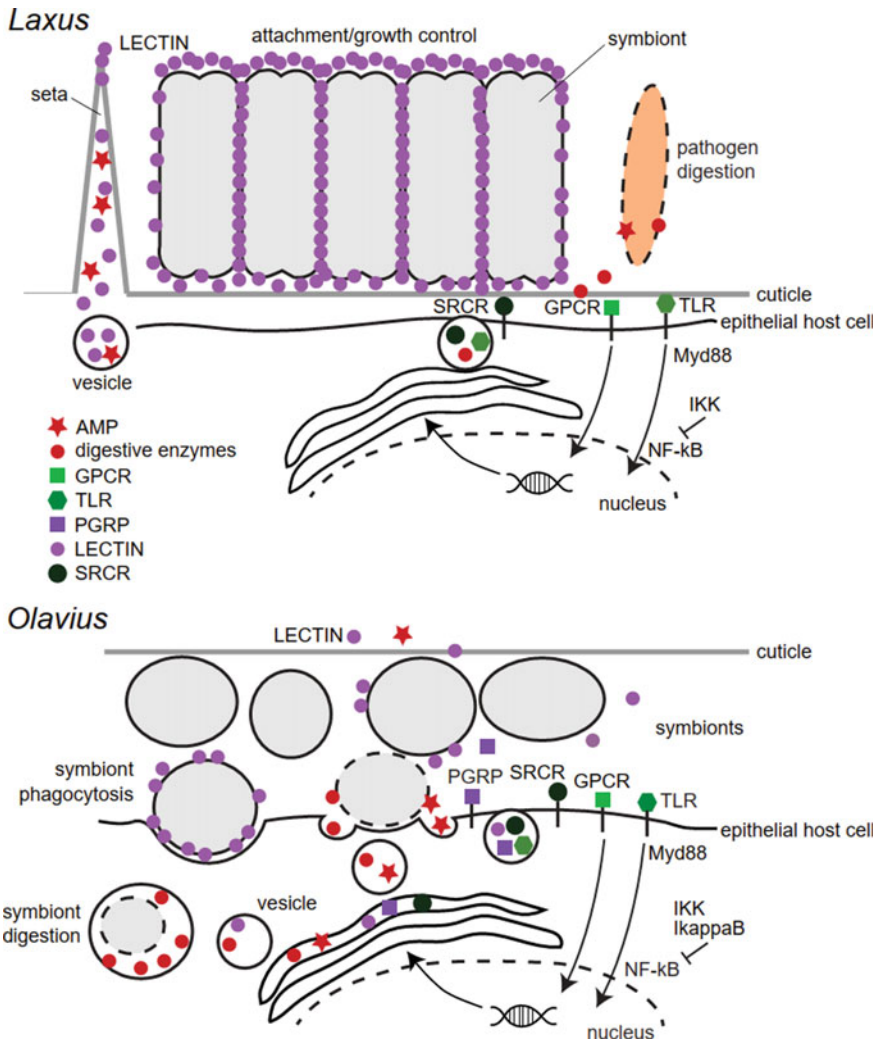 Laxus
LECTIN
attachment/growth control
symbiont
seta
pathogen
digestion
SRCR
GPCR
TLR
cuticle
epithelial host cell
vesicle
Myd88
IKK
NF-kB
nucleus
AMP
digestive enzymes
GPCR
TLR
PGRP
LECTIN
SRCR
Olavius
LECTIN
cuticle
symbionts
symbiont
phagocytosis
PGRP
SRCR
GPCR
TLR
epithelial host cell
Myd88
symbiont
digestion
vesicle
IKK
IkappaB
NF-kB
nucleus